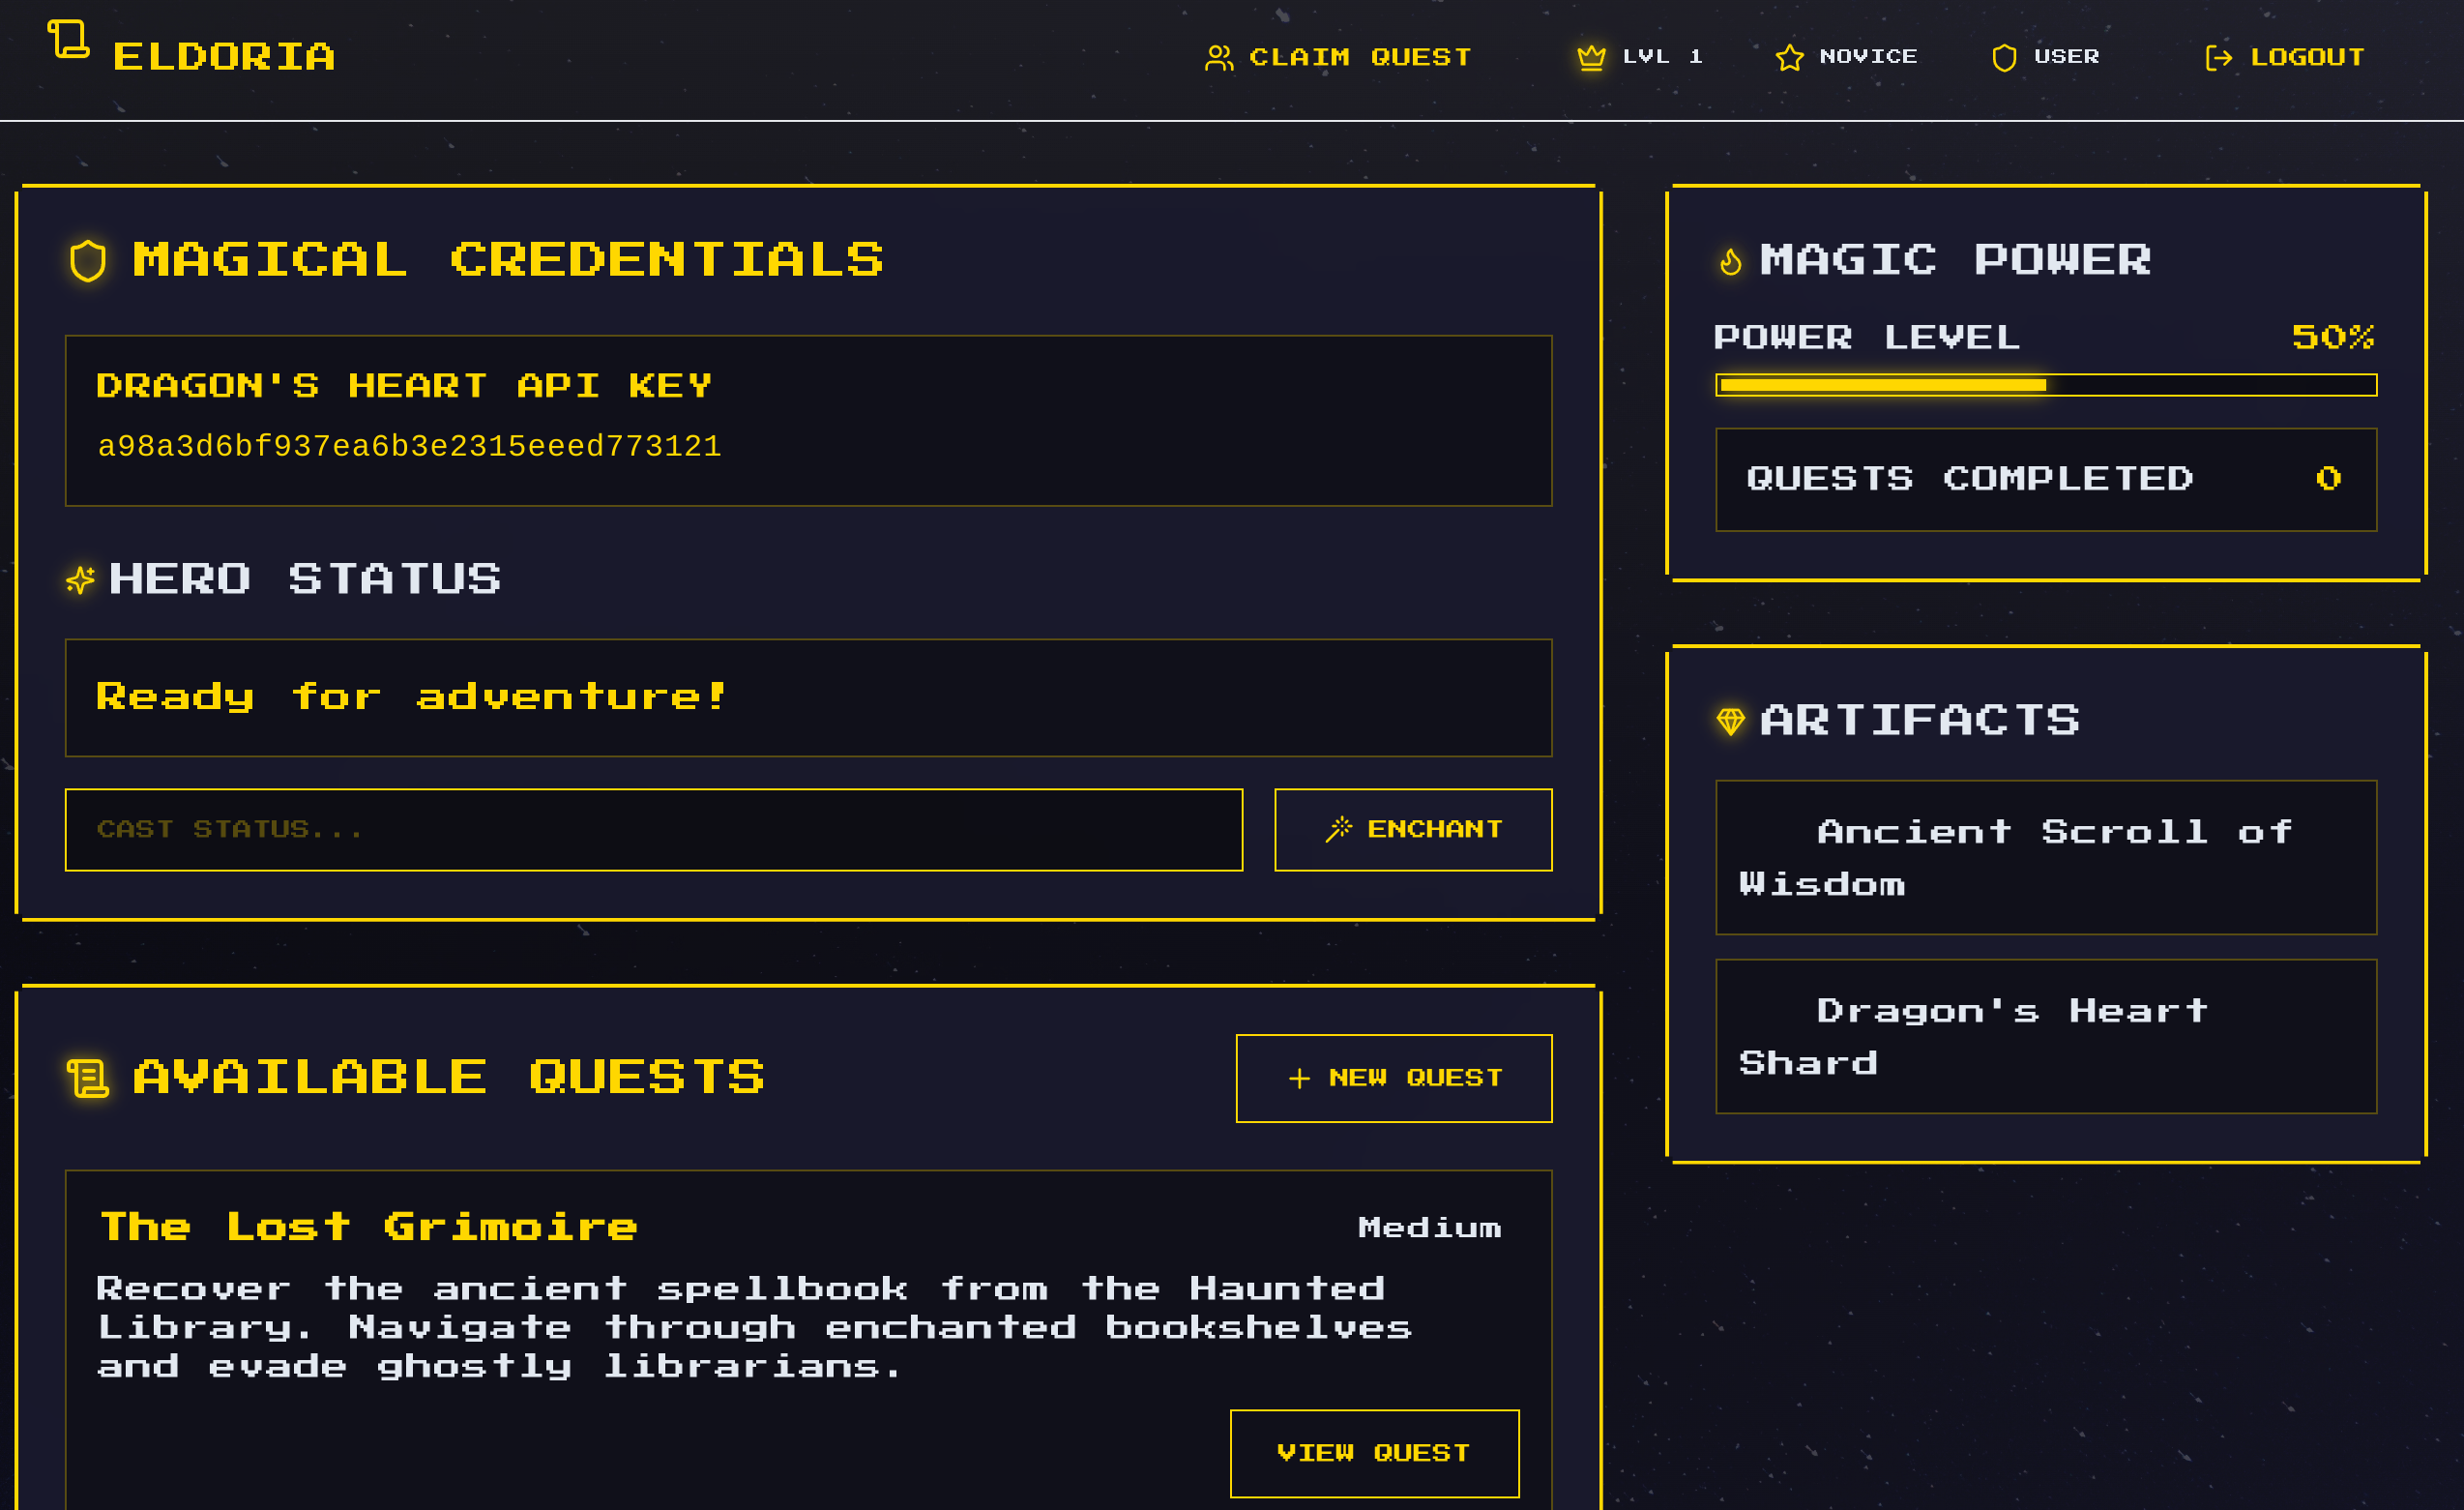 ELDORIA
CLAIM QUEST
LVL 1
NOVICE
USER
LOGOUT
MAGICAL CREDENTIALS
DRAGON'S HEART API KEY
a98a3d6bf937ea6b3e2315eeed773121
HERO STATUS
Ready for adventure!
CAST STATUS...
ENCHANT
AVAILABLE QUESTS
+ NEW QUEST
The Lost Grimoire
Medium
Recover the ancient spellbook from the Haunted
Library. Navigate through enchanted bookshelves
and evade ghostly librarians.
VIEW QUEST
MAGIC POWER
POWER LEVEL
50%
QUESTS COMPLETED
0
ARTIFACTS
Ancient Scroll of
Wisdom
Dragon's Heart
Shard